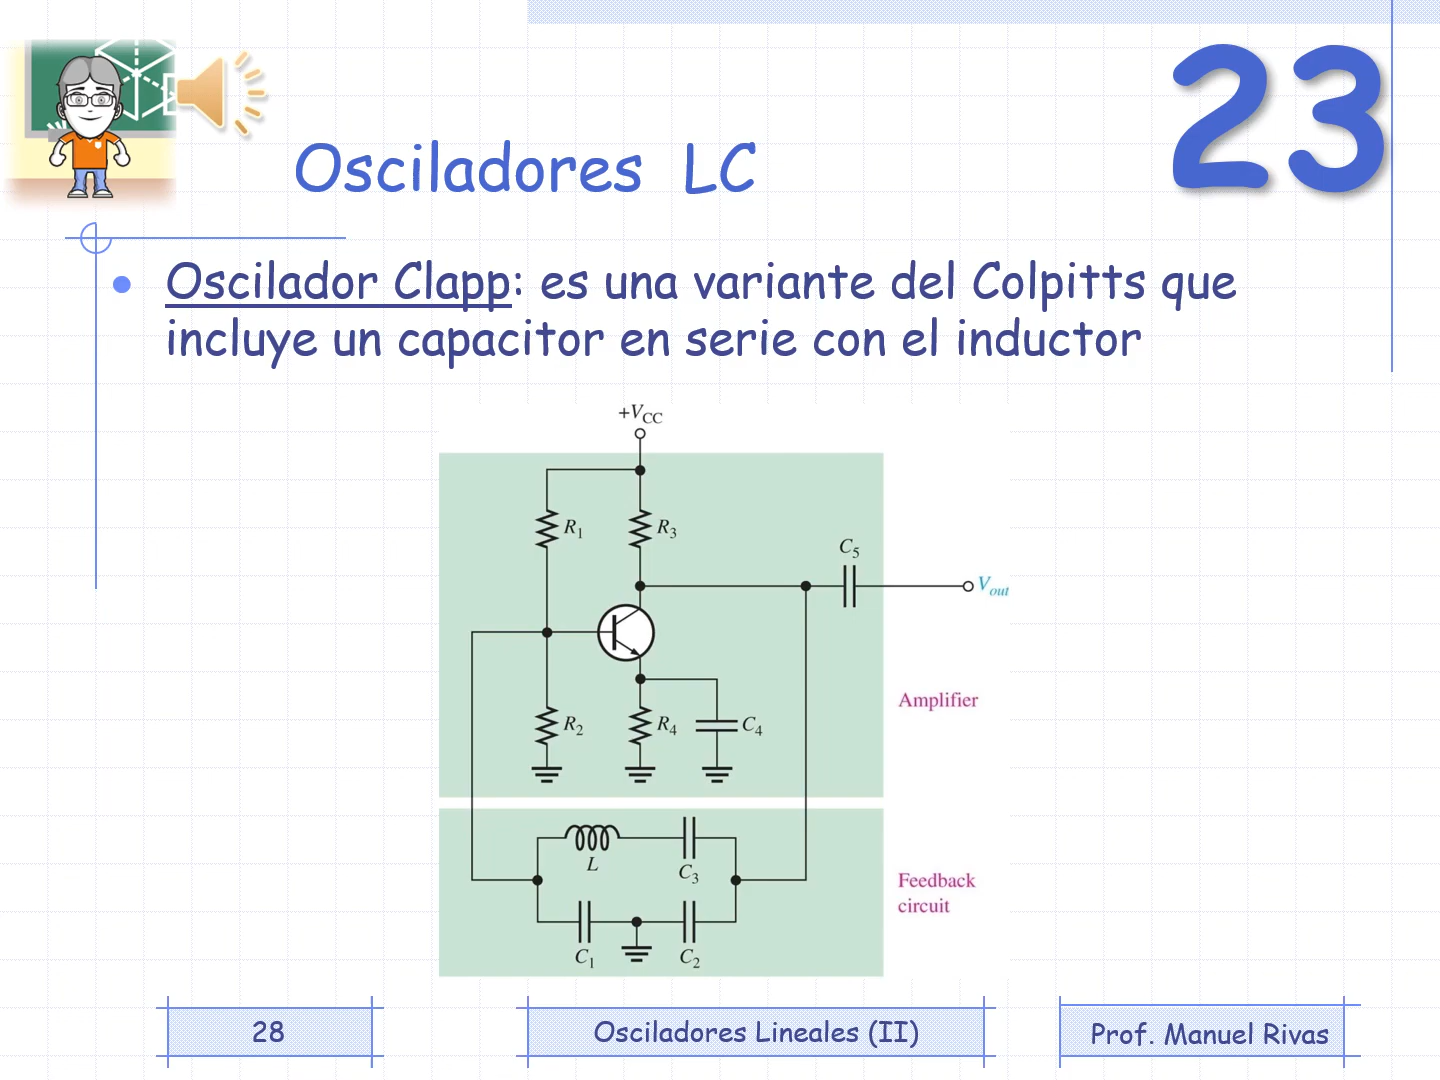 23
Osciladores LC
• Oscilador Clapp: es una variante del Colpitts que
incluye un capacitor en serie con el inductor
+VCC
R1
R3
C5
Vout
R2
R4
C4
Amplifier
L
C3
Feedback
circuit
C1
C2
28
Osciladores Lineales (II)
Prof. Manuel Rivas